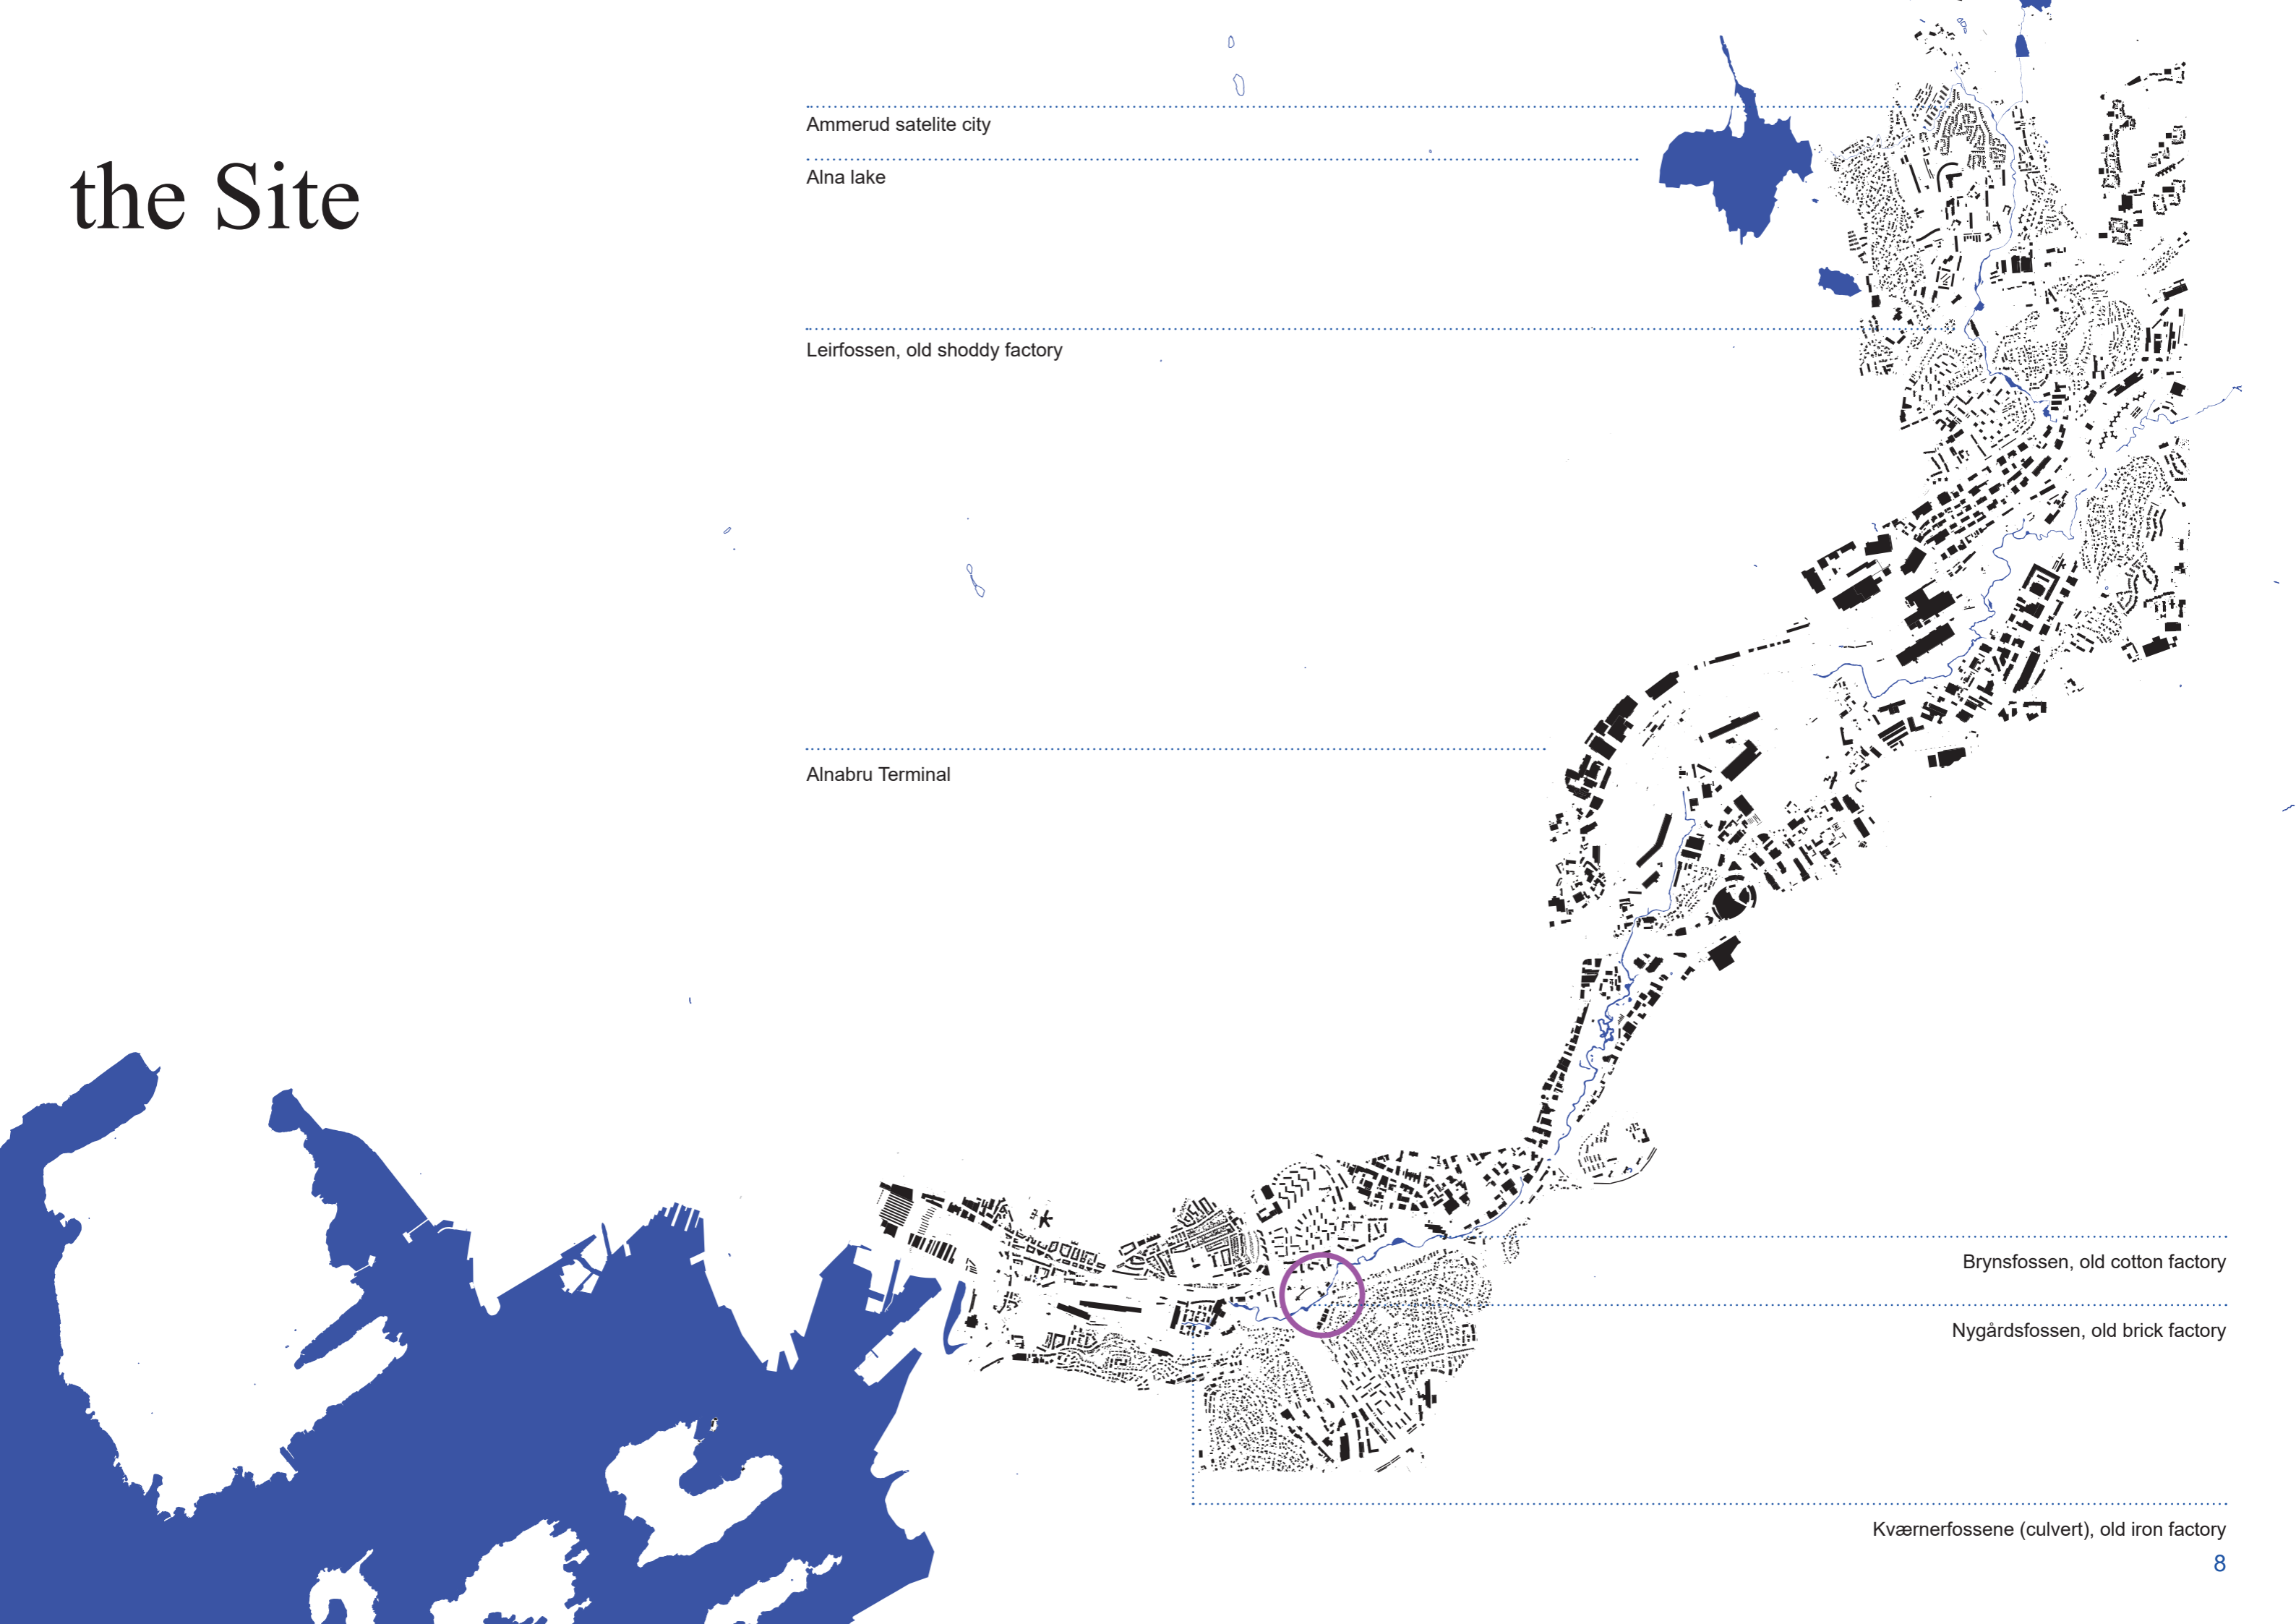 the Site
Ammerud satelite city
Alna lake
Leirfossen, old shoddy factory
Alnabru Terminal
Brynsfossen, old cotton factory
Nygårdsfossen, old brick factory
Kværnerfossene (culvert), old iron factory
8